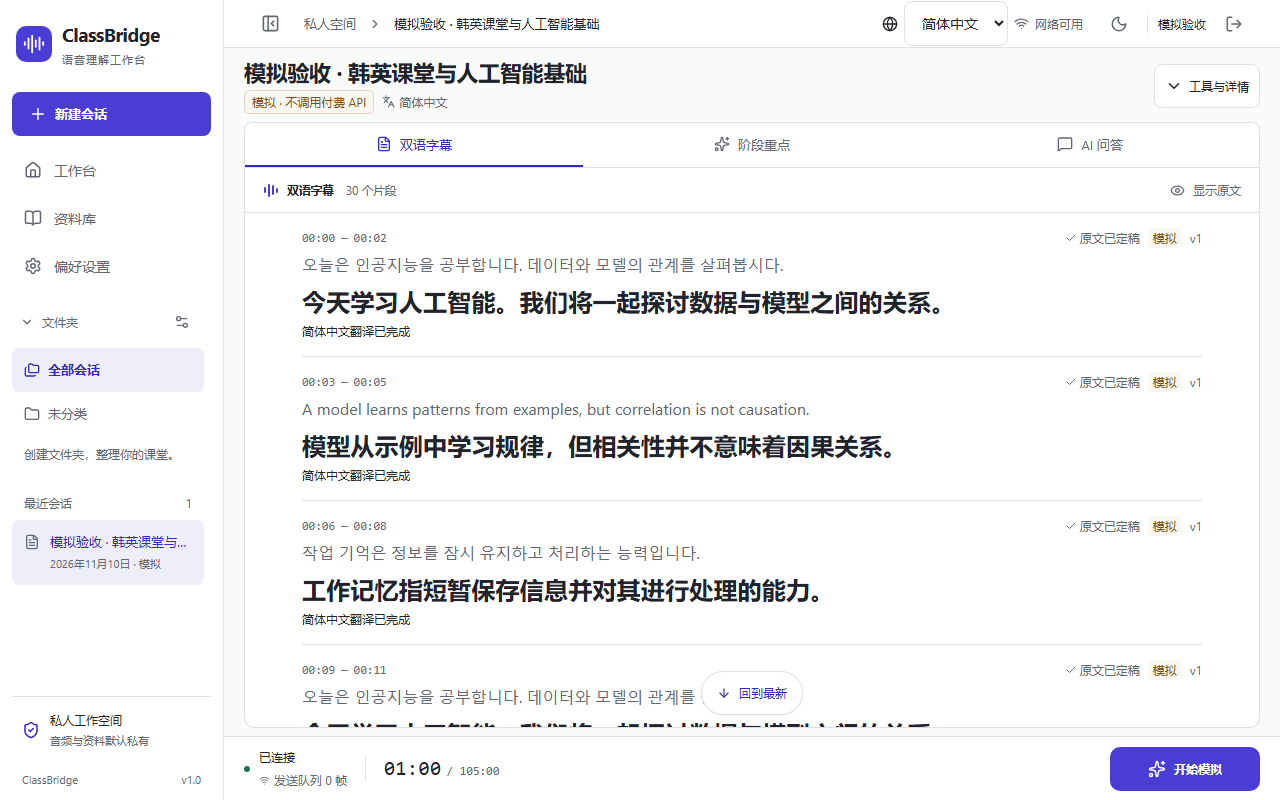 ClassBridge
语音理解工作台
新建会话
工作台
资料库
偏好设置
文件夹
全部会话
未分类
创建文件夹，整理你的课堂。
最近会话 1
模拟验收 · 韩英课堂与...
2026年11月10日 · 模拟
私人工作空间
音频与资料默认私有
ClassBridge v1.0
私人空间 > 模拟验收 · 韩英课堂与人工智能基础
简体中文 网络可用 模拟验收
模拟验收 · 韩英课堂与人工智能基础
模拟 · 不调用付费 API 简体中文
工具与详情
双语字幕 阶段重点 AI 问答
双语字幕 30 个片段 显示原文
00:00 — 00:02 原文已定稿 模拟 v1
오늘은 인공지능을 공부합니다. 데이터와 모델의 관계를 살펴봅시다.
今天学习人工智能。我们将一起探讨数据与模型之间的关系。
简体中文翻译已完成
00:03 — 00:05 原文已定稿 模拟 v1
A model learns patterns from examples, but correlation is not causation.
模型从示例中学习规律，但相关性并不意味着因果关系。
简体中文翻译已完成
00:06 — 00:08 原文已定稿 模拟 v1
작업 기억은 정보를 잠시 유지하고 처리하는 능력입니다.
工作记忆指短暂保存信息并对其进行处理的能力。
简体中文翻译已完成
00:09 — 00:11 原文已定稿 模拟 v1
오늘은 인공지능을 공부합니다. 데이터와 모델의 관계를
回到最新
已连接
发送队列 0 帧
01:00 / 105:00
开始模拟